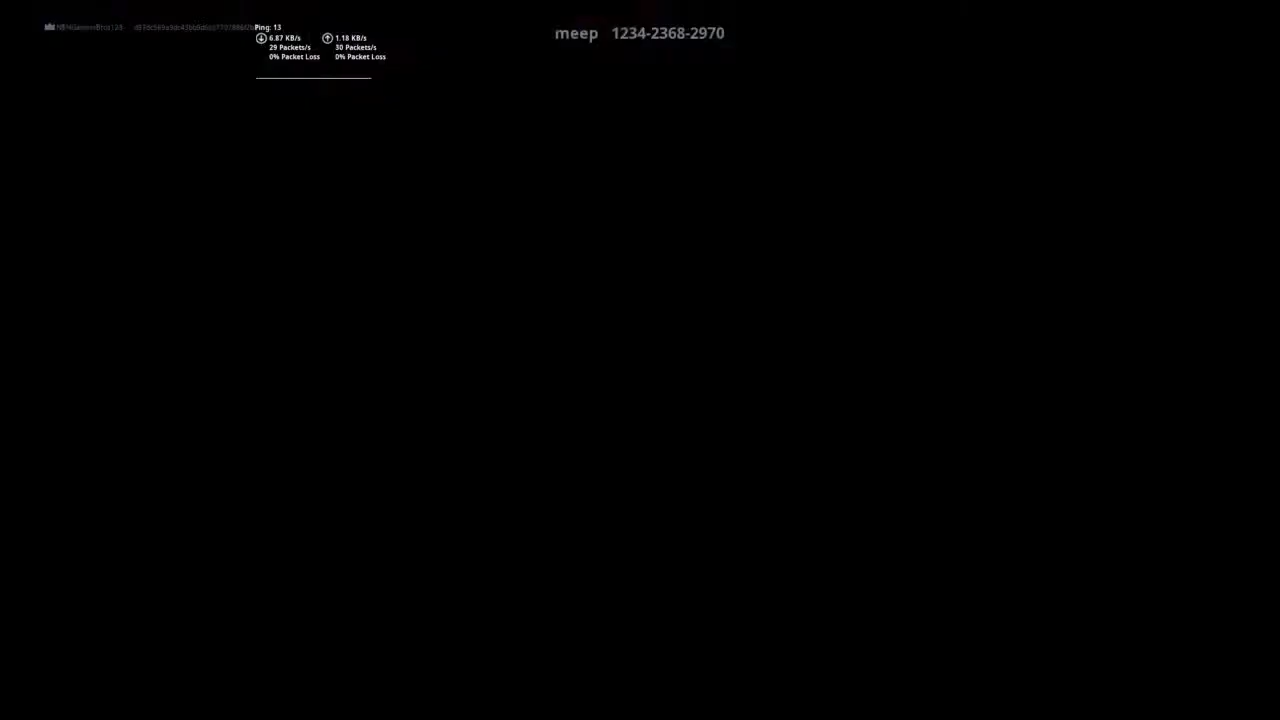 Ping: 13
6.87 KB/s 1.18 KB/s
29 Packets/s 30 Packets/s
0% Packet Loss 0% Packet Loss
meep 1234-2368-2970